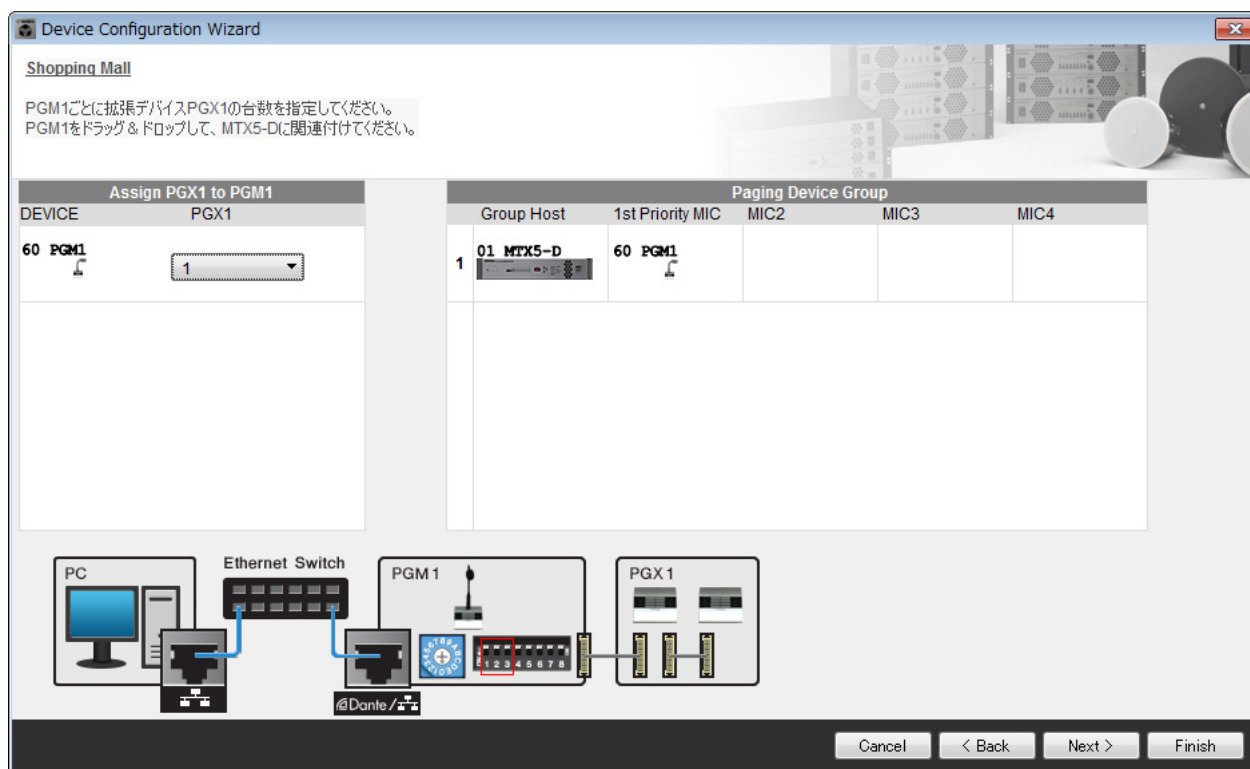 Device Configuration Wizard
Shopping Mall
PGM1ごとに拡張デバイスPGX1の台数を指定してください。
PGM1をドラッグ&ドロップして、MTX5-Dに関連付けてください。
Assign PGX1 to PGM1
DEVICE PGX1
60 PGM1
1
Paging Device Group
Group Host 1st Priority MIC MIC2 MIC3 MIC4
1 01 MTX5-D 60 PGM1
PC
Ethernet Switch
PGM1
PGX1
1 2 3 4 5 6 7 8
Dante/
Cancel < Back Next > Finish